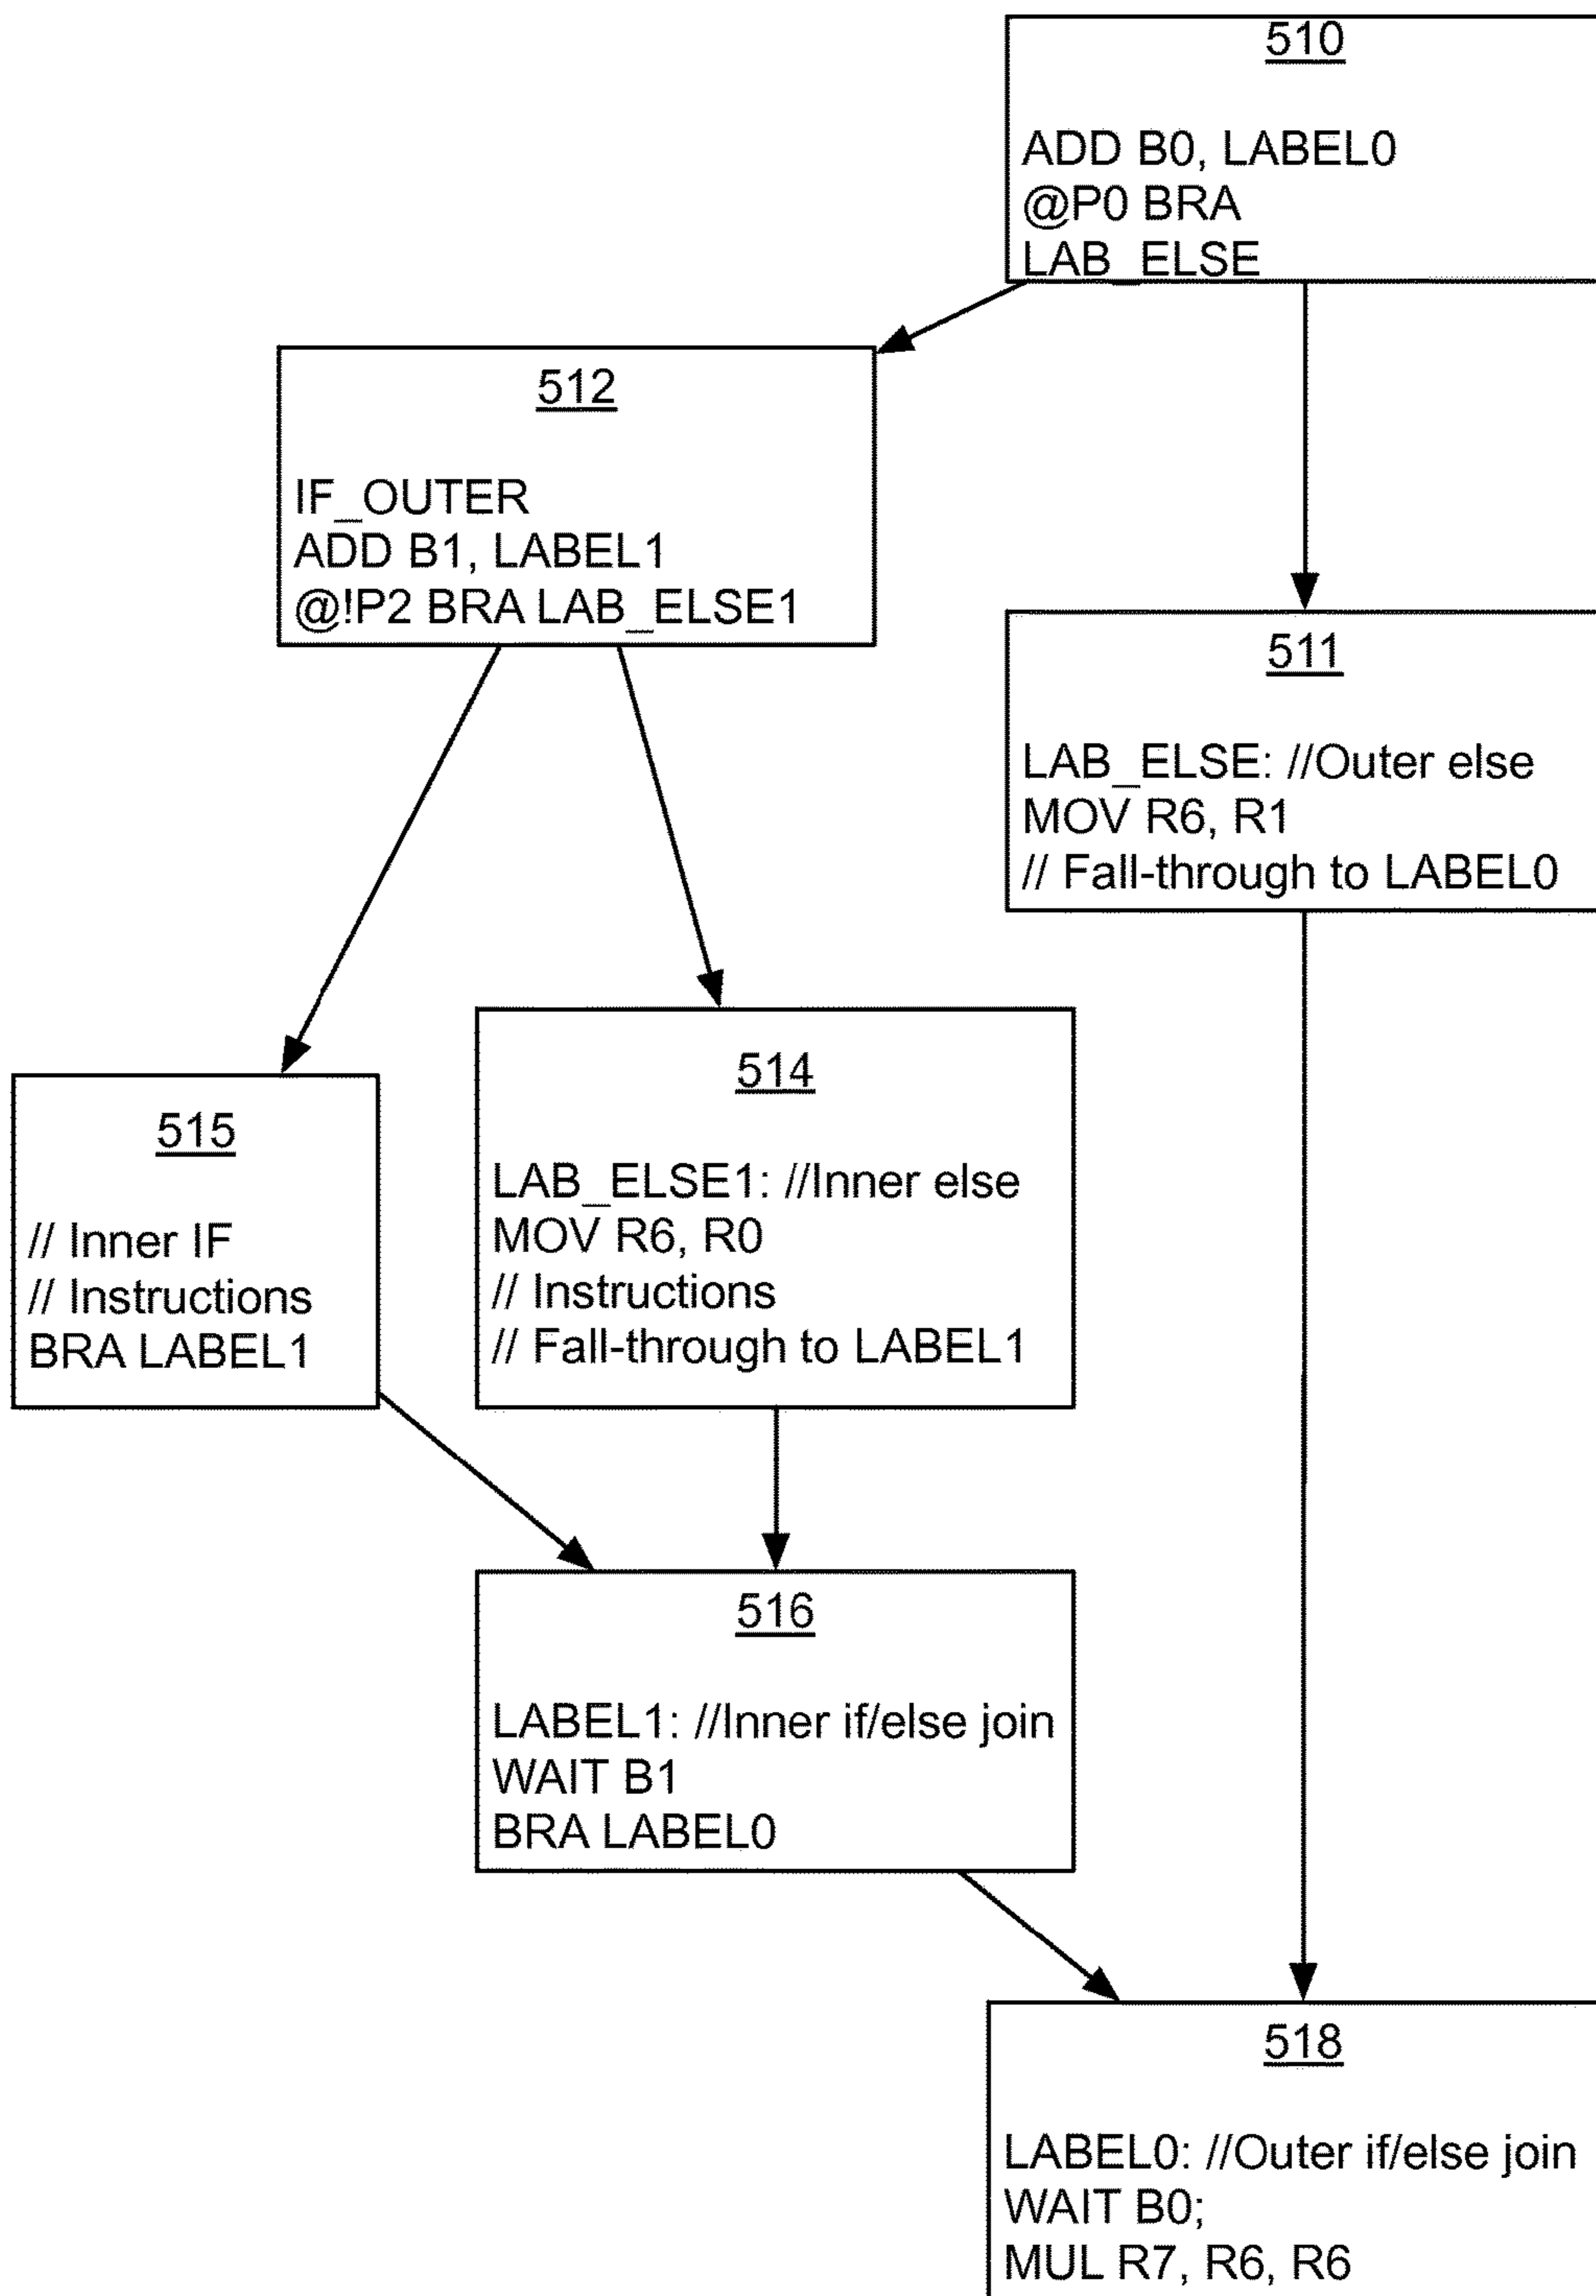 510
ADD B0, LABEL0
@P0 BRA
LAB_ELSE
512
IF_OUTER
ADD B1, LABEL1
@!P2 BRA LAB_ELSE1
511
LAB_ELSE: //Outer else
MOV R6, R1
// Fall-through to LABEL0
515
// Inner IF
// Instructions
BRA LABEL1
514
LAB_ELSE1: //Inner else
MOV R6, R0
// Instructions
// Fall-through to LABEL1
516
LABEL1: //Inner if/else join
WAIT B1
BRA LABEL0
518
LABEL0: //Outer if/else join
WAIT B0;
MUL R7, R6, R6